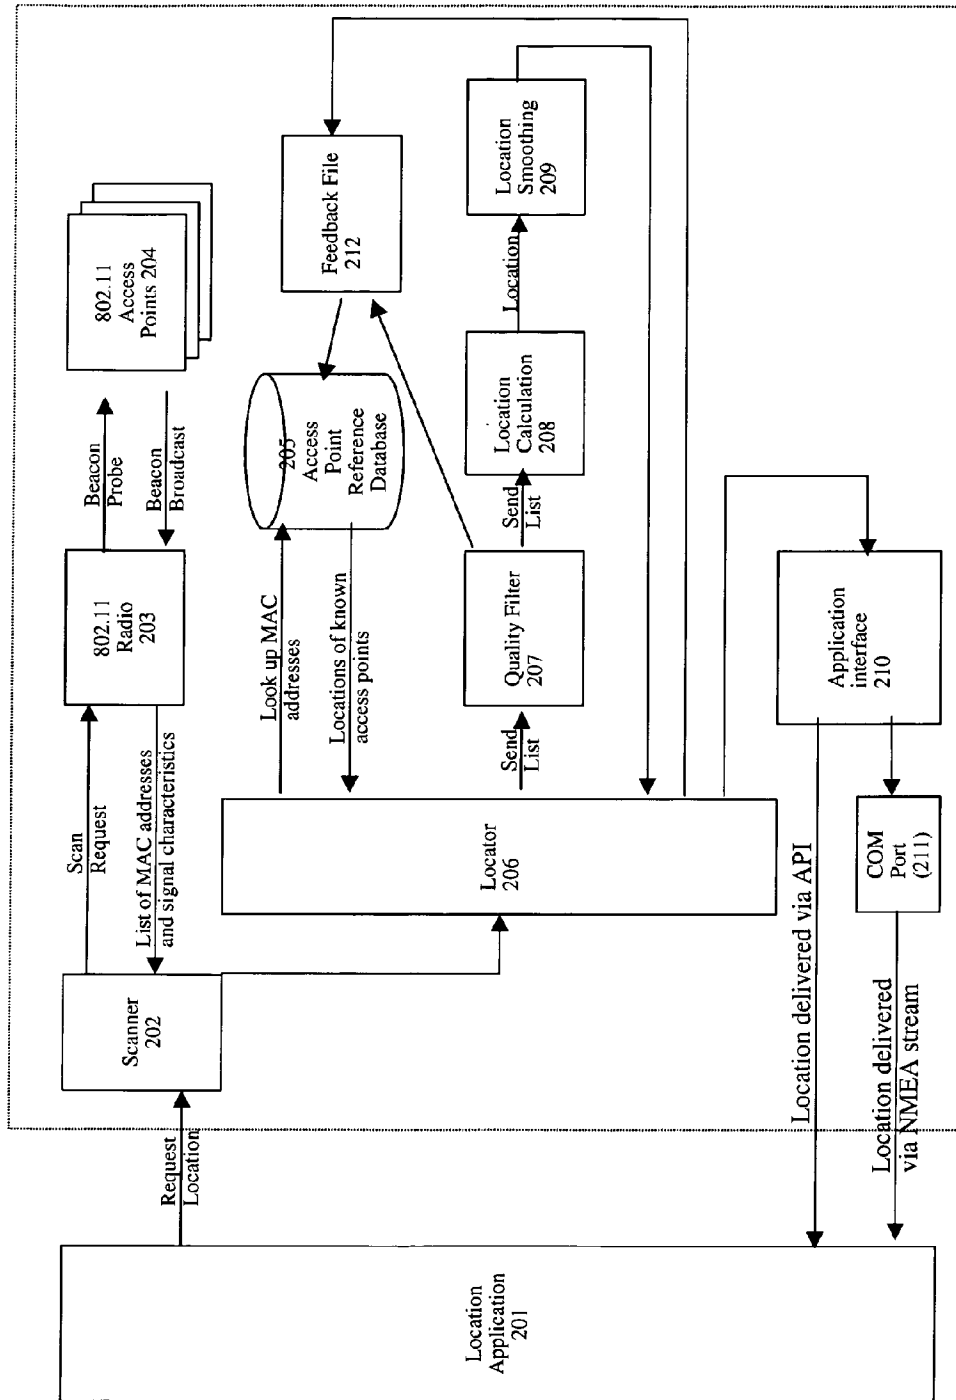 Location
Application
201
Request
Location
Scanner
202
Scan
Request
List of MAC addresses
and signal characteristics
802.11
Radio
203
Beacon
Probe
Beacon
Broadcast
802.11
Access
Points 204
Locator
206
Look up MAC
addresses
Locations of known
access points
205
Access
Point
Reference
Database
Feedback File
212
Send
List
Quality Filter
207
Send
List
Location
Calculation
208
Location
Location
Smoothing
209
Application
interface
210
COM
Port
(211)
Location delivered via API
Location delivered
via NMEA stream